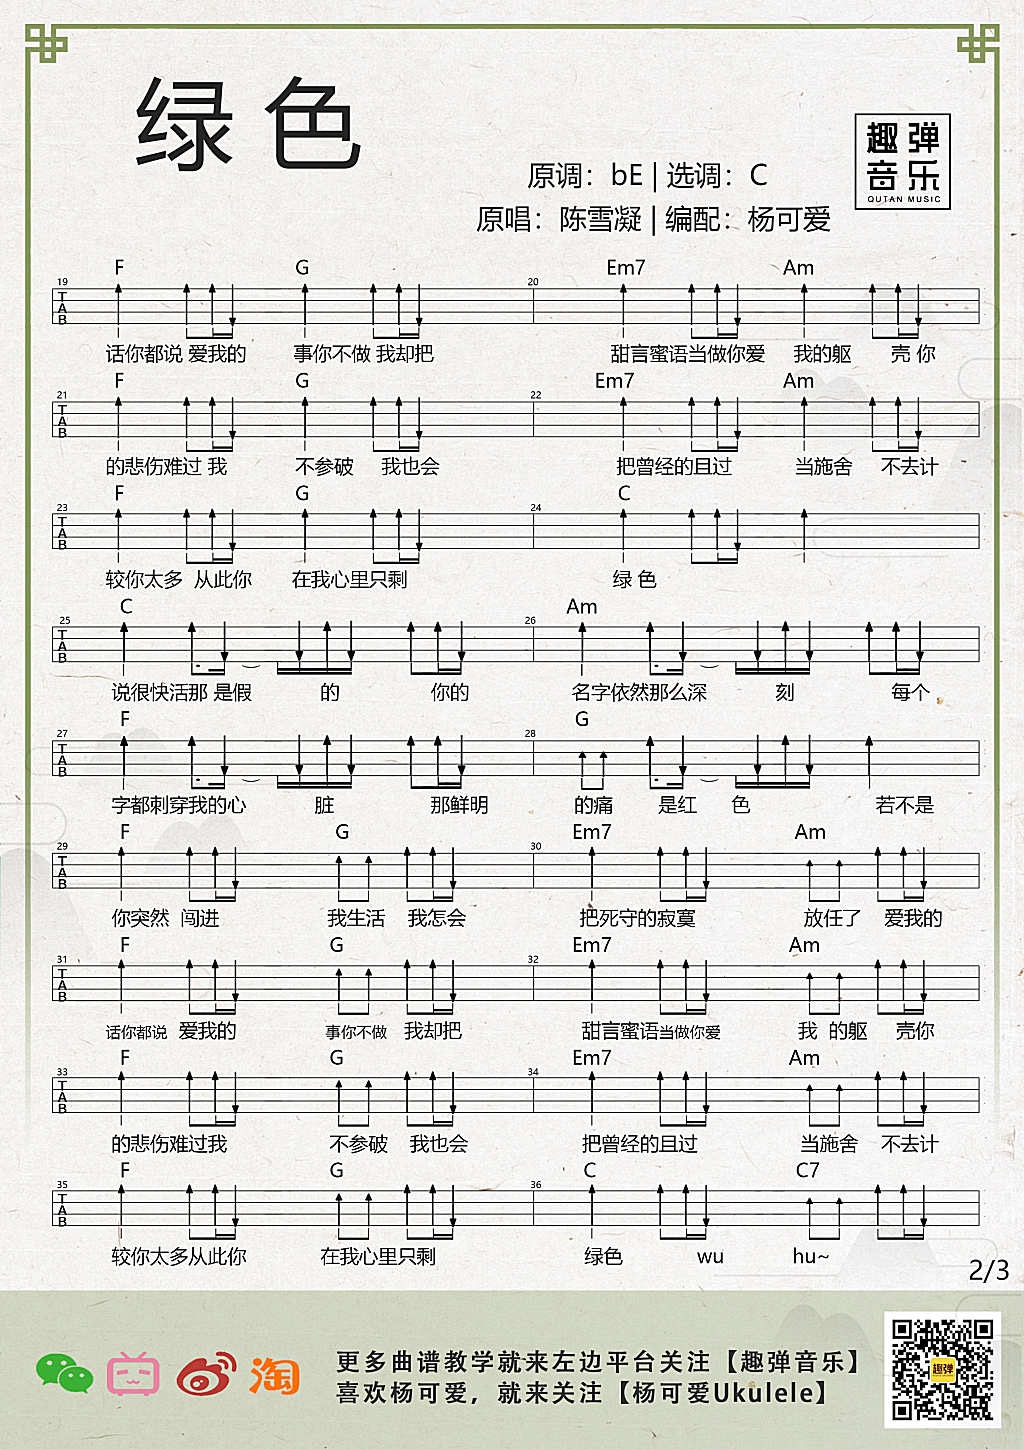 绿色
趣弹
音乐
QUTAN MUSIC
原调：bE | 选调：C
原唱：陈雪凝 | 编配：杨可爱
F G Em7 Am
19 20
TAB
话你都说 爱我的 事你不做 我却把 甜言蜜语当做你爱 我的躯 壳 你
F G Em7 Am
21 22
TAB
的悲伤难过 我 不参破 我也会 把曾经的且过 当施舍 不去计
F G C
23 24
TAB
较你太多 从此你 在我心里只剩 绿 色
C Am
25 26
TAB
说很快活那 是假 的 你的 名字依然那么深 刻 每个
F G
27 28
TAB
字都刺穿我的心 脏 那鲜明 的痛 是红 色 若不是
F G Em7 Am
29 30
TAB
你突然 闯进 我生活 我怎会 把死守的寂寞 放任了 爱我的
F G Em7 Am
31 32
TAB
话你都说 爱我的 事你不做 我却把 甜言蜜语当做你爱 我 的躯 壳你
F G Em7 Am
33 34
TAB
的悲伤难过我 不参破 我也会 把曾经的且过 当施舍 不去计
F G C C7
35 36
TAB
较你太多从此你 在我心里只剩 绿色 wu hu~
2/3
更多曲谱教学就来左边平台关注【趣弹音乐】
喜欢杨可爱，就来关注【杨可爱Ukulele】
淘
趣弹